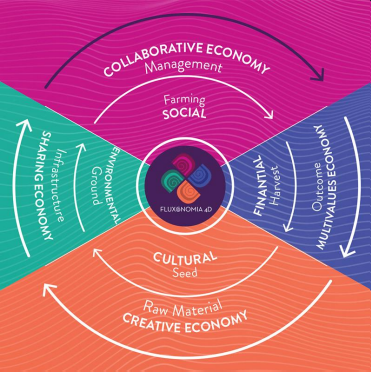 COLLABORATIVE ECONOMY
Management
Farming
SOCIAL
SHARING ECONOMY
Infrastructure
ENVIRONMENTAL
Ground
FLUXONOMIA 4D
FINANTIAL
Harvest
Outcome
MULTIVALUES ECONOMY
CULTURAL
Seed
Raw Material
CREATIVE ECONOMY